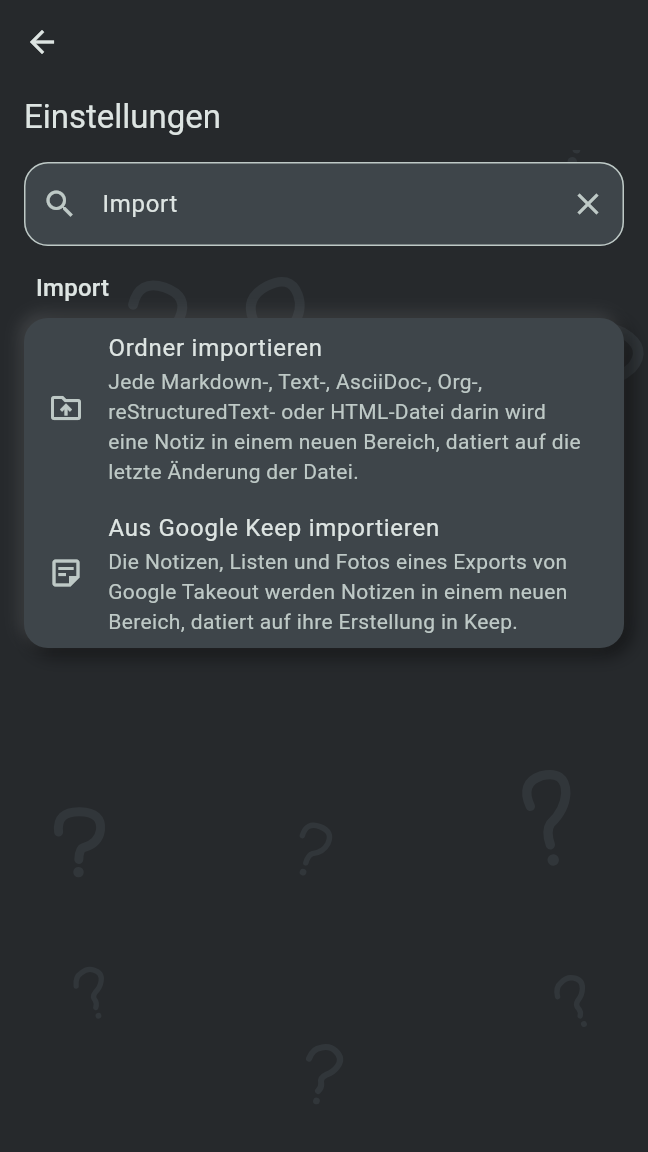 Einstellungen
Import
Import
Ordner importieren
Jede Markdown-, Text-, AsciiDoc-, Org-,
reStructuredText- oder HTML-Datei darin wird
eine Notiz in einem neuen Bereich, datiert auf die
letzte Änderung der Datei.
Aus Google Keep importieren
Die Notizen, Listen und Fotos eines Exports von
Google Takeout werden Notizen in einem neuen
Bereich, datiert auf ihre Erstellung in Keep.